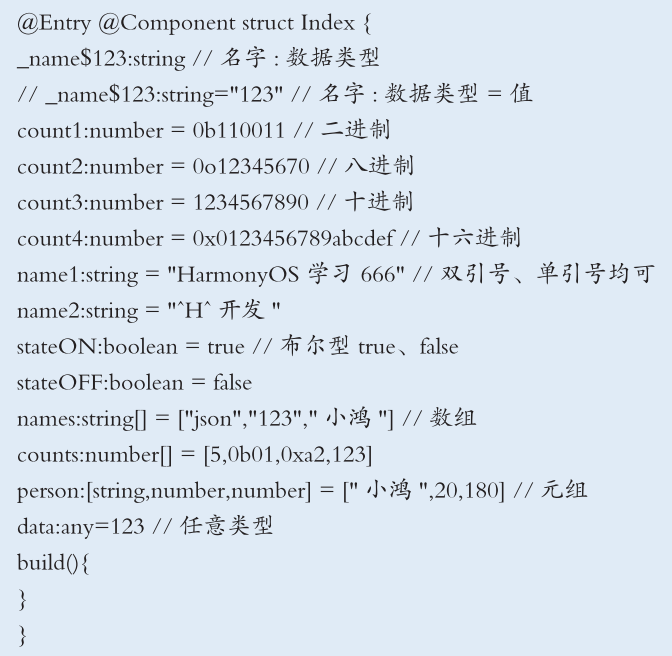 @Entry @Component struct Index {
_name$123:string // 名字 : 数据类型
// _name$123:string="123" // 名字 : 数据类型 = 值
count1:number = 0b110011 // 二进制
count2:number = 0o12345670 // 八进制
count3:number = 1234567890 // 十进制
count4:number = 0x0123456789abcdef // 十六进制
name1:string = "HarmonyOS 学习 666" // 双引号、单引号均可
name2:string = "^H^ 开发 "
stateON:boolean = true // 布尔型 true、false
stateOFF:boolean = false
names:string[] = ["json","123"," 小鸿 "] // 数组
counts:number[] = [5,0b01,0xa2,123]
person:[string,number,number] = [" 小鸿 ",20,180] // 元组
data:any=123 // 任意类型
build(){
}
}